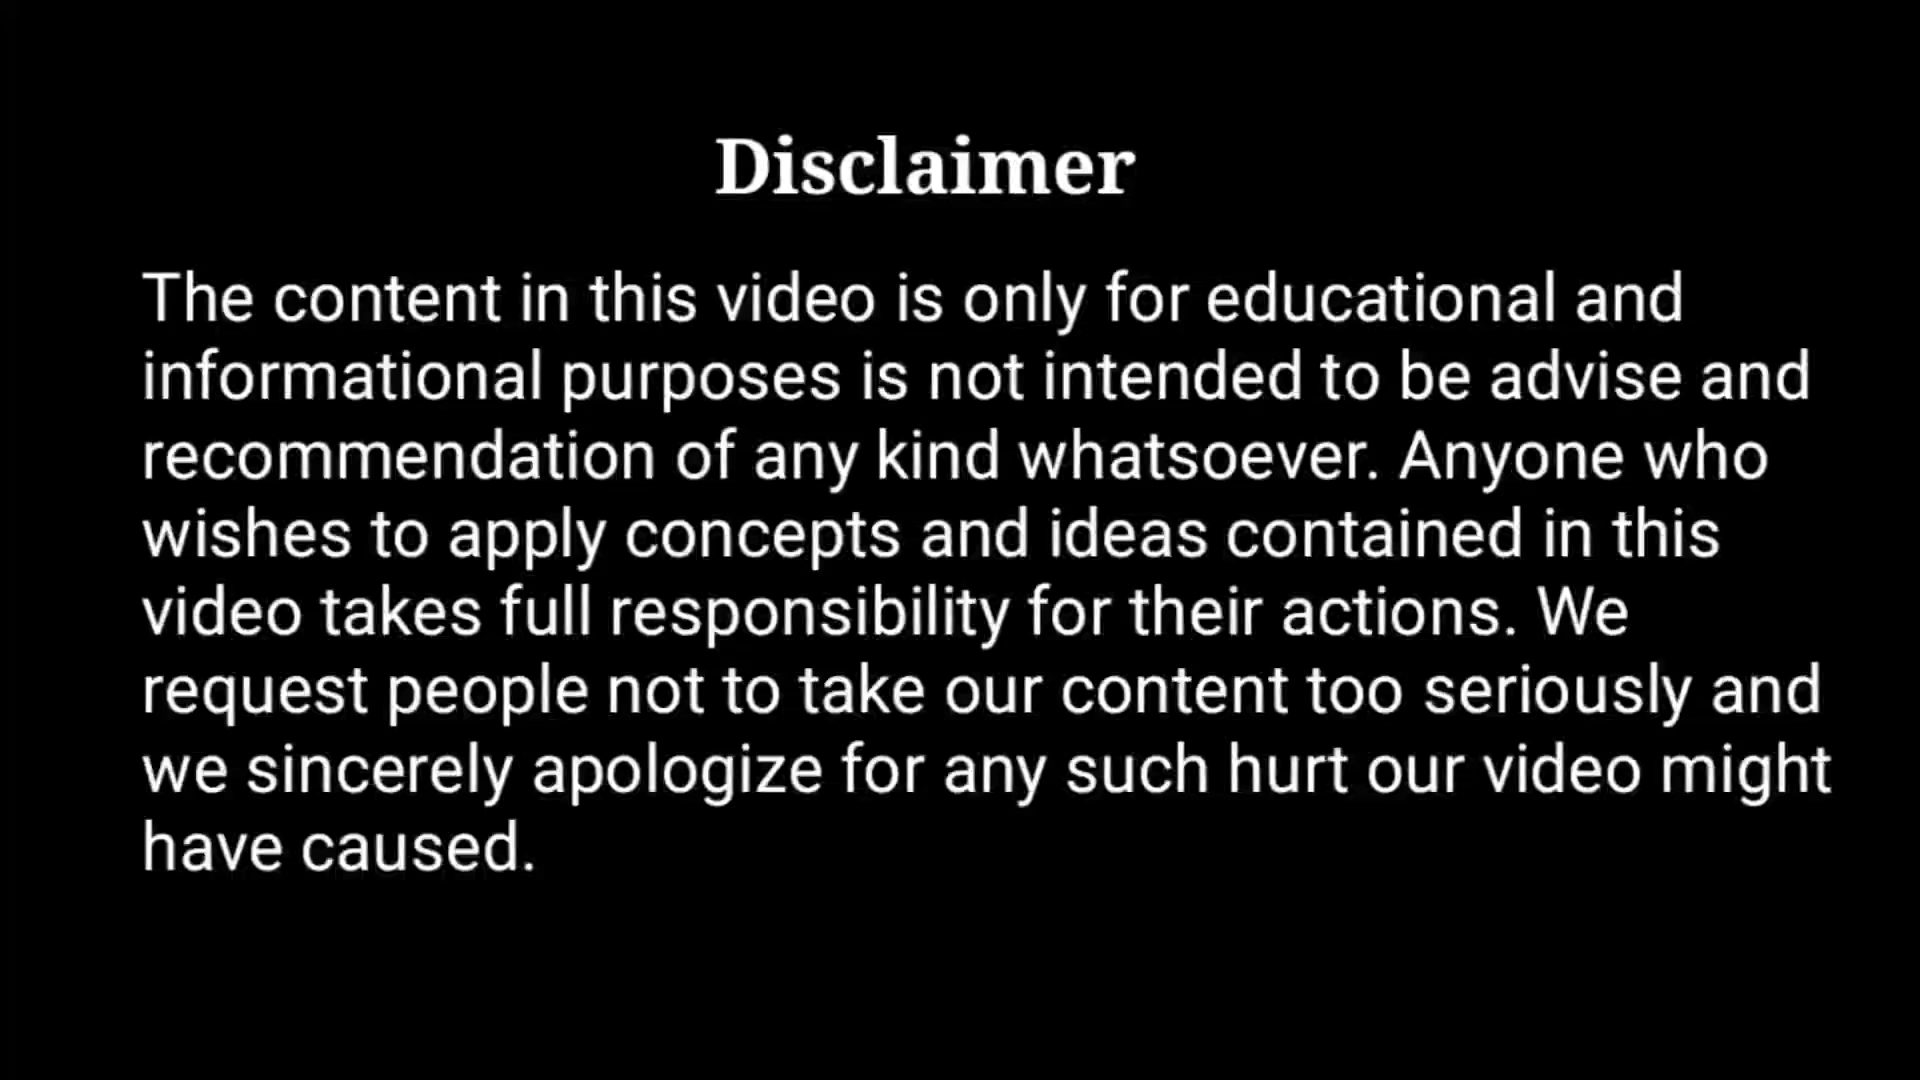 Disclaimer
The content in this video is only for educational and
informational purposes is not intended to be advise and
recommendation of any kind whatsoever. Anyone who
wishes to apply concepts and ideas contained in this
video takes full responsibility for their actions. We
request people not to take our content too seriously and
we sincerely apologize for any such hurt our video might
have caused.